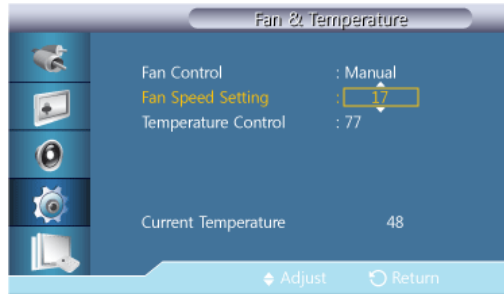 Fan & Temperature
Fan Control : Manual
Fan Speed Setting : 17
Temperature Control : 77
Current Temperature 48
Adjust Return